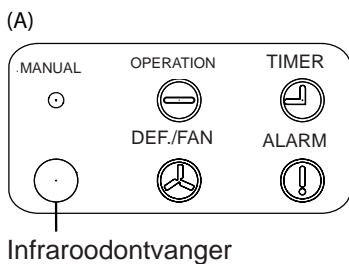 (A)
MANUAL OPERATION TIMER
DEF./FAN ALARM
Infraroodontvanger